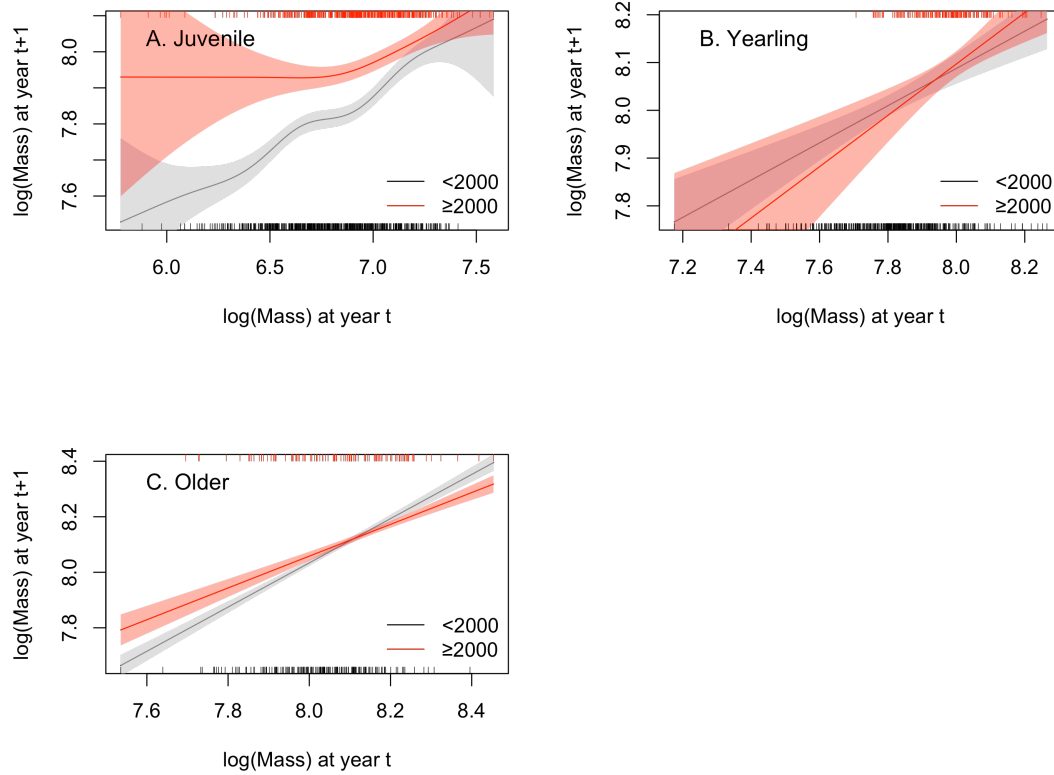 A. Juvenile
log(Mass) at year t+1
8.0
7.8
7.6
<2000
≥2000
6.0 6.5 7.0 7.5
log(Mass) at year t
B. Yearling
log(Mass) at year t+1
8.2
8.1
8.0
7.9
7.8
<2000
≥2000
7.2 7.4 7.6 7.8 8.0 8.2
log(Mass) at year t
C. Older
log(Mass) at year t+1
8.4
8.2
8.0
7.8
<2000
≥2000
7.6 7.8 8.0 8.2 8.4
log(Mass) at year t